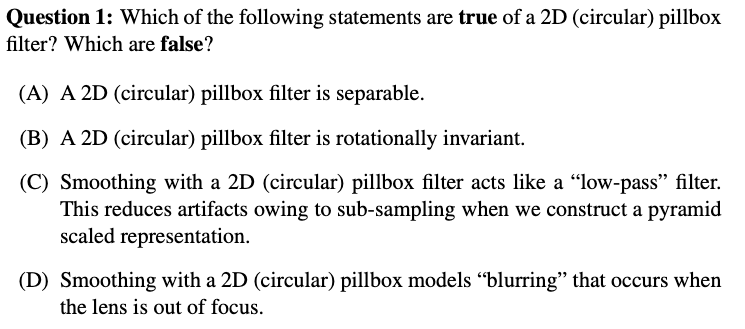 Question 1: Which of the following statements are true of a 2D (circular) pillbox
filter? Which are false?
(A) A 2D (circular) pillbox filter is separable.
(B) A 2D (circular) pillbox filter is rotationally invariant.
(C) Smoothing with a 2D (circular) pillbox filter acts like a “low-pass” filter.
This reduces artifacts owing to sub-sampling when we construct a pyramid
scaled representation.
(D) Smoothing with a 2D (circular) pillbox models “blurring” that occurs when
the lens is out of focus.